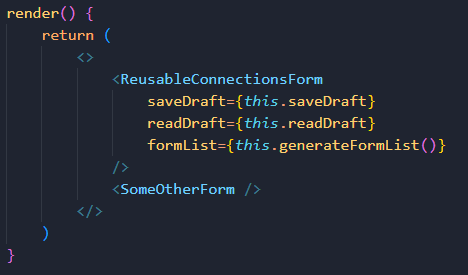 render() {
return (
<>
<ReusableConnectionsForm
saveDraft={this.saveDraft}
readDraft={this.readDraft}
formList={this.generateFormList()}
/>
<SomeOtherForm />
</>
)
}